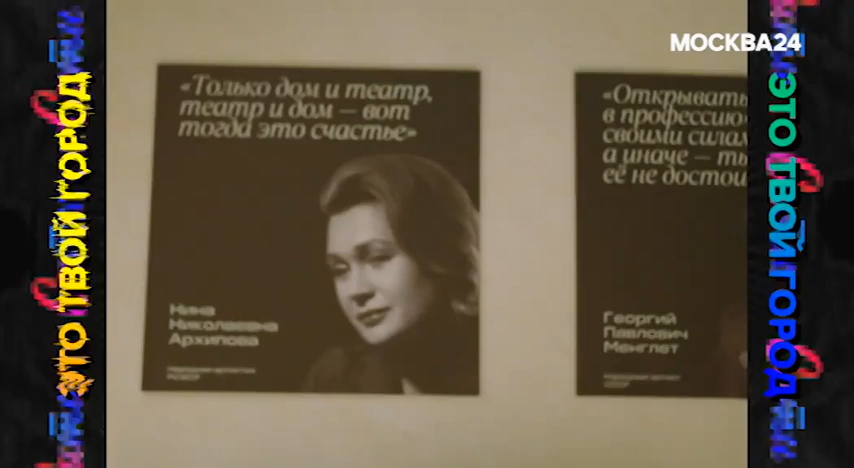 МОСКВА24
ЭТО ТВОЙ ГОРОД
«Только дом и театр,
театр и дом — вот
тогда это счастье»
Нина
Николаевна
Архипова
«Открывать
в профессию
своими силам
а иначе — ты
её не достои
Георгий
Павлович
Менглет
ЭТО ТВОЙ ГОРОД